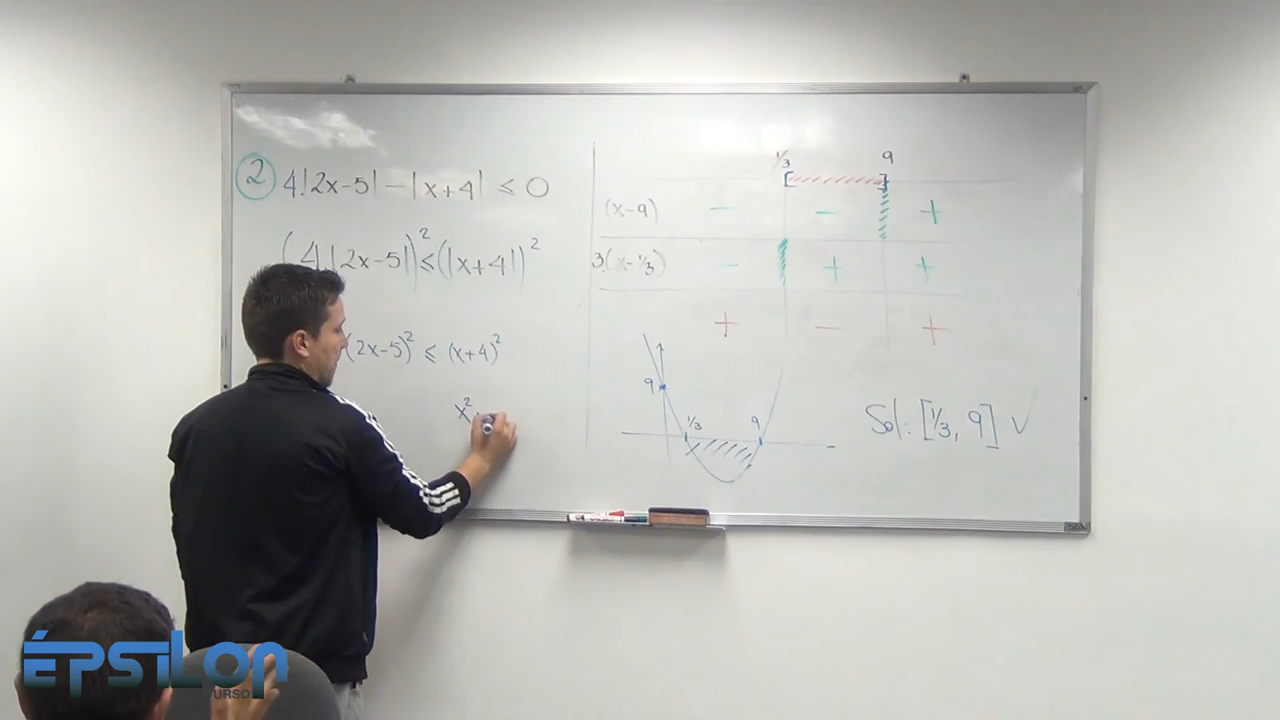 2 4|2x-5| - |x+4| ≤ 0
(4|2x-5|)² ≤ (|x+4|)²
(2x-5)² ≤ (x+4)²
x²
1/3 9
(x-9) - - +
3.(x-1/3) - + +
+ - +
9
1/3 9
Sol: [1/3, 9] ✓
ÉPSILON
CURSO